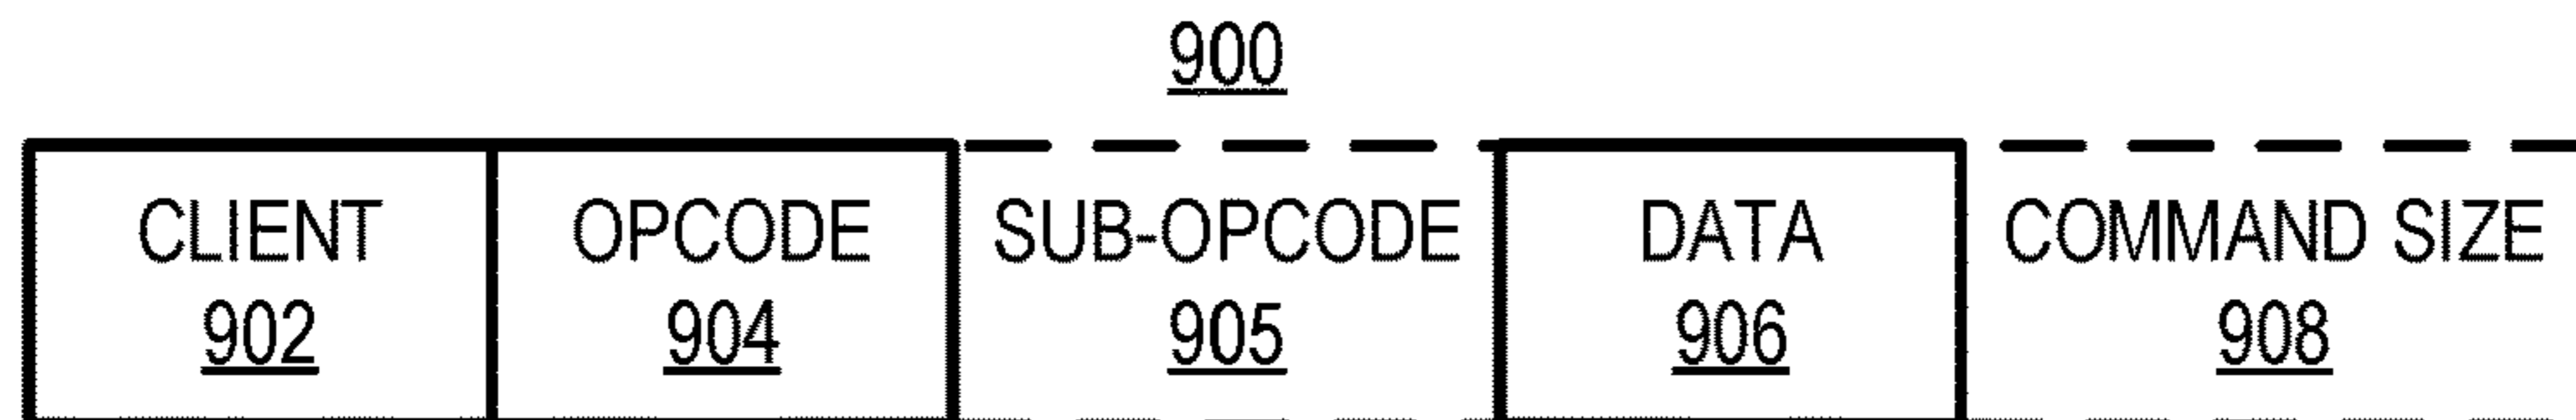 900
CLIENT
902
OPCODE
904
SUB-OPCODE
905
DATA
906
COMMAND SIZE
908